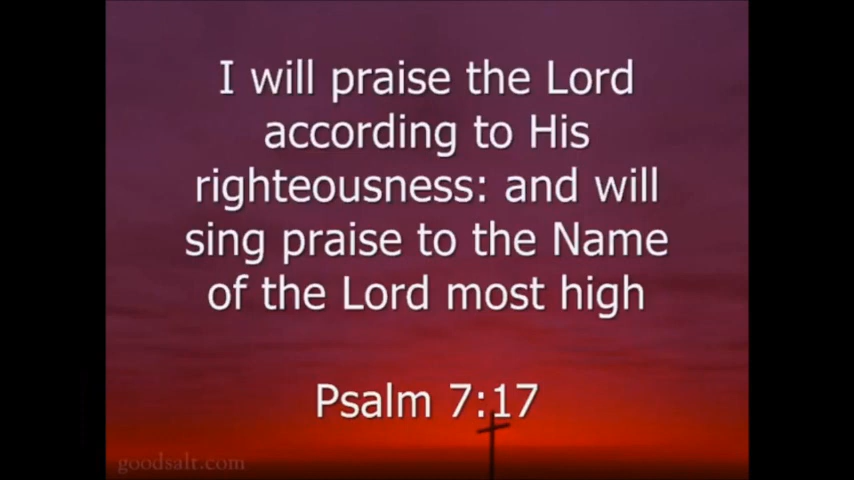 I will praise the Lord
according to His
righteousness: and will
sing praise to the Name
of the Lord most high
Psalm 7:17
goodsalt.com